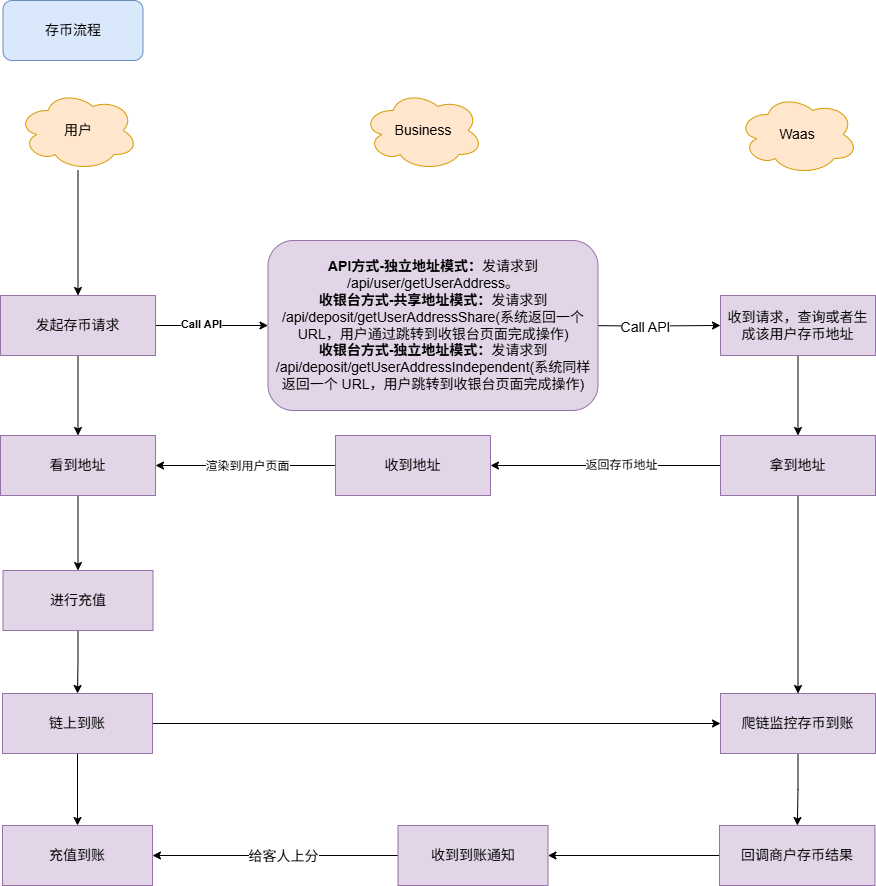 存币流程
用户
Business
Waas
API方式-独立地址模式：发请求到
/api/user/getUserAddress。
收银台方式-共享地址模式：发请求到
/api/deposit/getUserAddressShare(系统返回一个
URL，用户通过跳转到收银台页面完成操作)
收银台方式-独立地址模式：发请求到
/api/deposit/getUserAddressIndependent(系统同样
返回一个 URL，用户跳转到收银台页面完成操作)
发起存币请求
Call API
Call API
收到请求，查询或者生
成该用户存币地址
看到地址
渲染到用户页面
收到地址
返回存币地址
拿到地址
进行充值
链上到账
爬链监控存币到账
充值到账
给客人上分
收到到账通知
回调商户存币结果